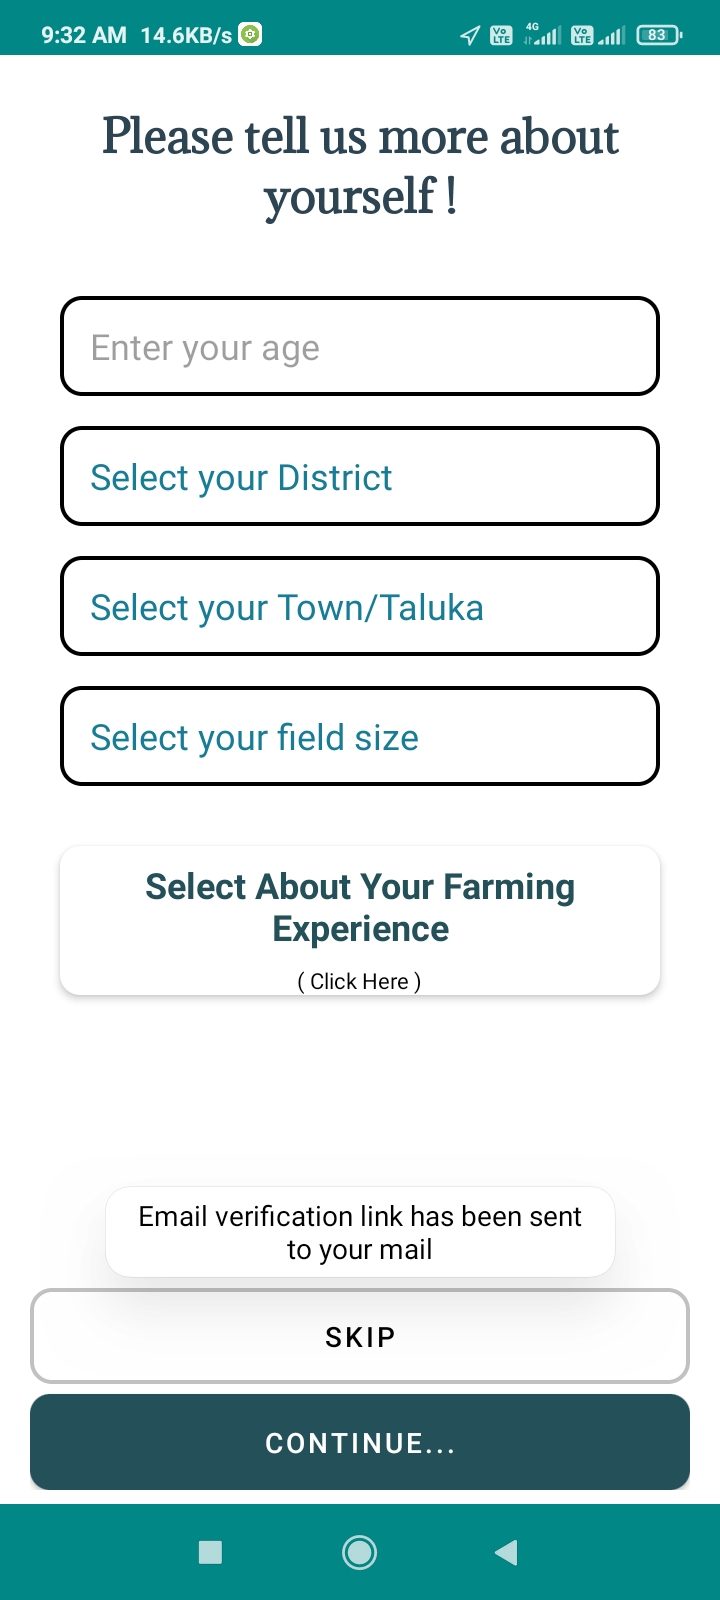 9:32 AM 14.6KB/s Vo LTE 4G Vo LTE 83
Please tell us more about
yourself !
Enter your age
Select your District
Select your Town/Taluka
Select your field size
Select About Your Farming
Experience
( Click Here )
Email verification link has been sent
to your mail
SKIP
CONTINUE...